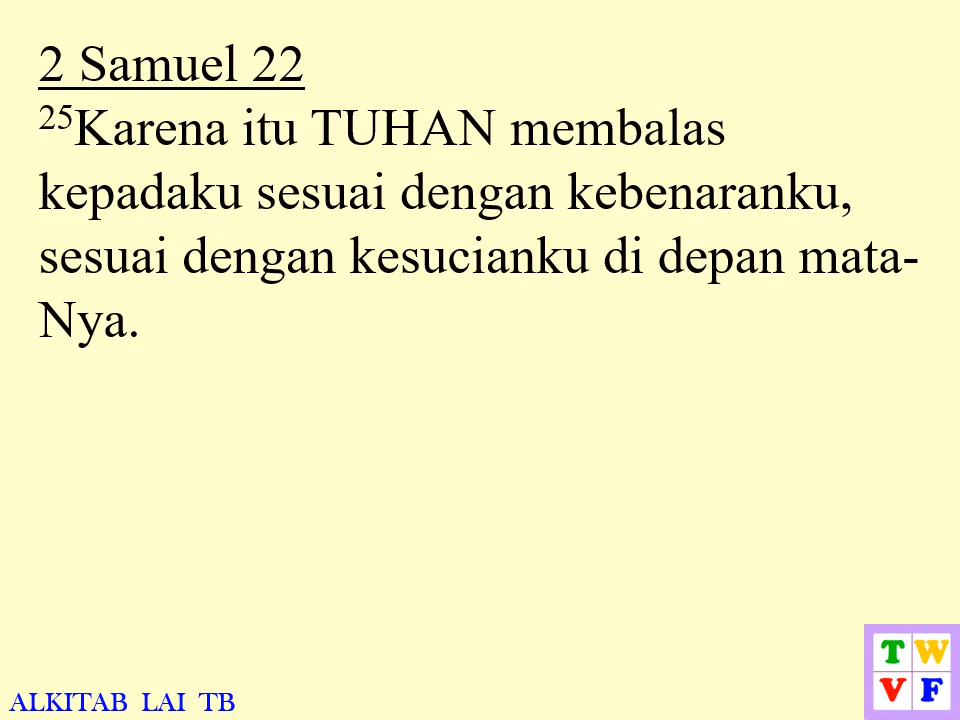 2 Samuel 22
25Karena itu TUHAN membalas
kepadaku sesuai dengan kebenaranku,
sesuai dengan kesucianku di depan mata-
Nya.
ALKITAB LAI TB
T W
V F